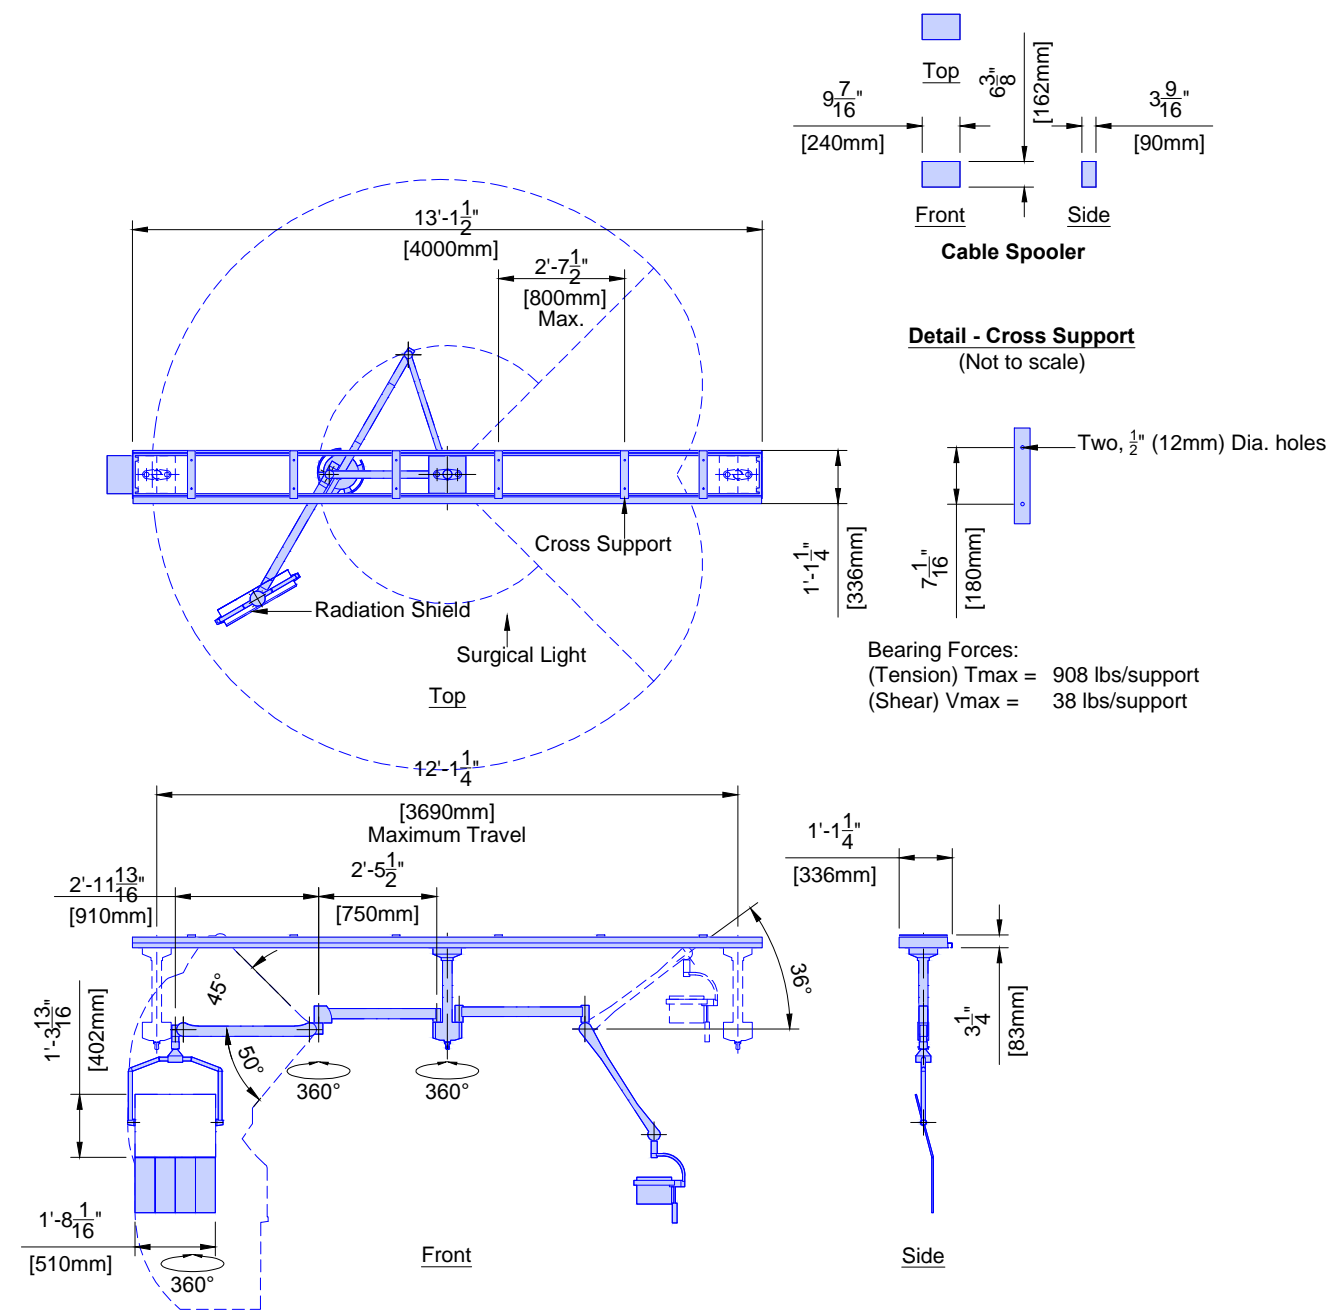 Top
9 7/16"
[240mm]
6 3/8"
[162mm]
3 9/16"
[90mm]
Front
Side
Cable Spooler
13'-1 1/2"
[4000mm]
2'-7 1/2"
[800mm]
Max.
Detail - Cross Support
(Not to scale)
Two, 1/2" (12mm) Dia. holes
Cross Support
1'-1 1/4"
[336mm]
7 1/16"
[180mm]
Radiation Shield
Surgical Light
Top
Bearing Forces:
(Tension) Tmax = 908 lbs/support
(Shear) Vmax = 38 lbs/support
12'-1 1/4"
[3690mm]
Maximum Travel
2'-11 13/16"
[910mm]
2'-5 1/2"
[750mm]
1'-1 1/4"
[336mm]
45°
36°
1'-3 13/16"
[402mm]
50°
360°
360°
3 1/4"
[83mm]
1'-8 1/16"
[510mm]
360°
Front
Side